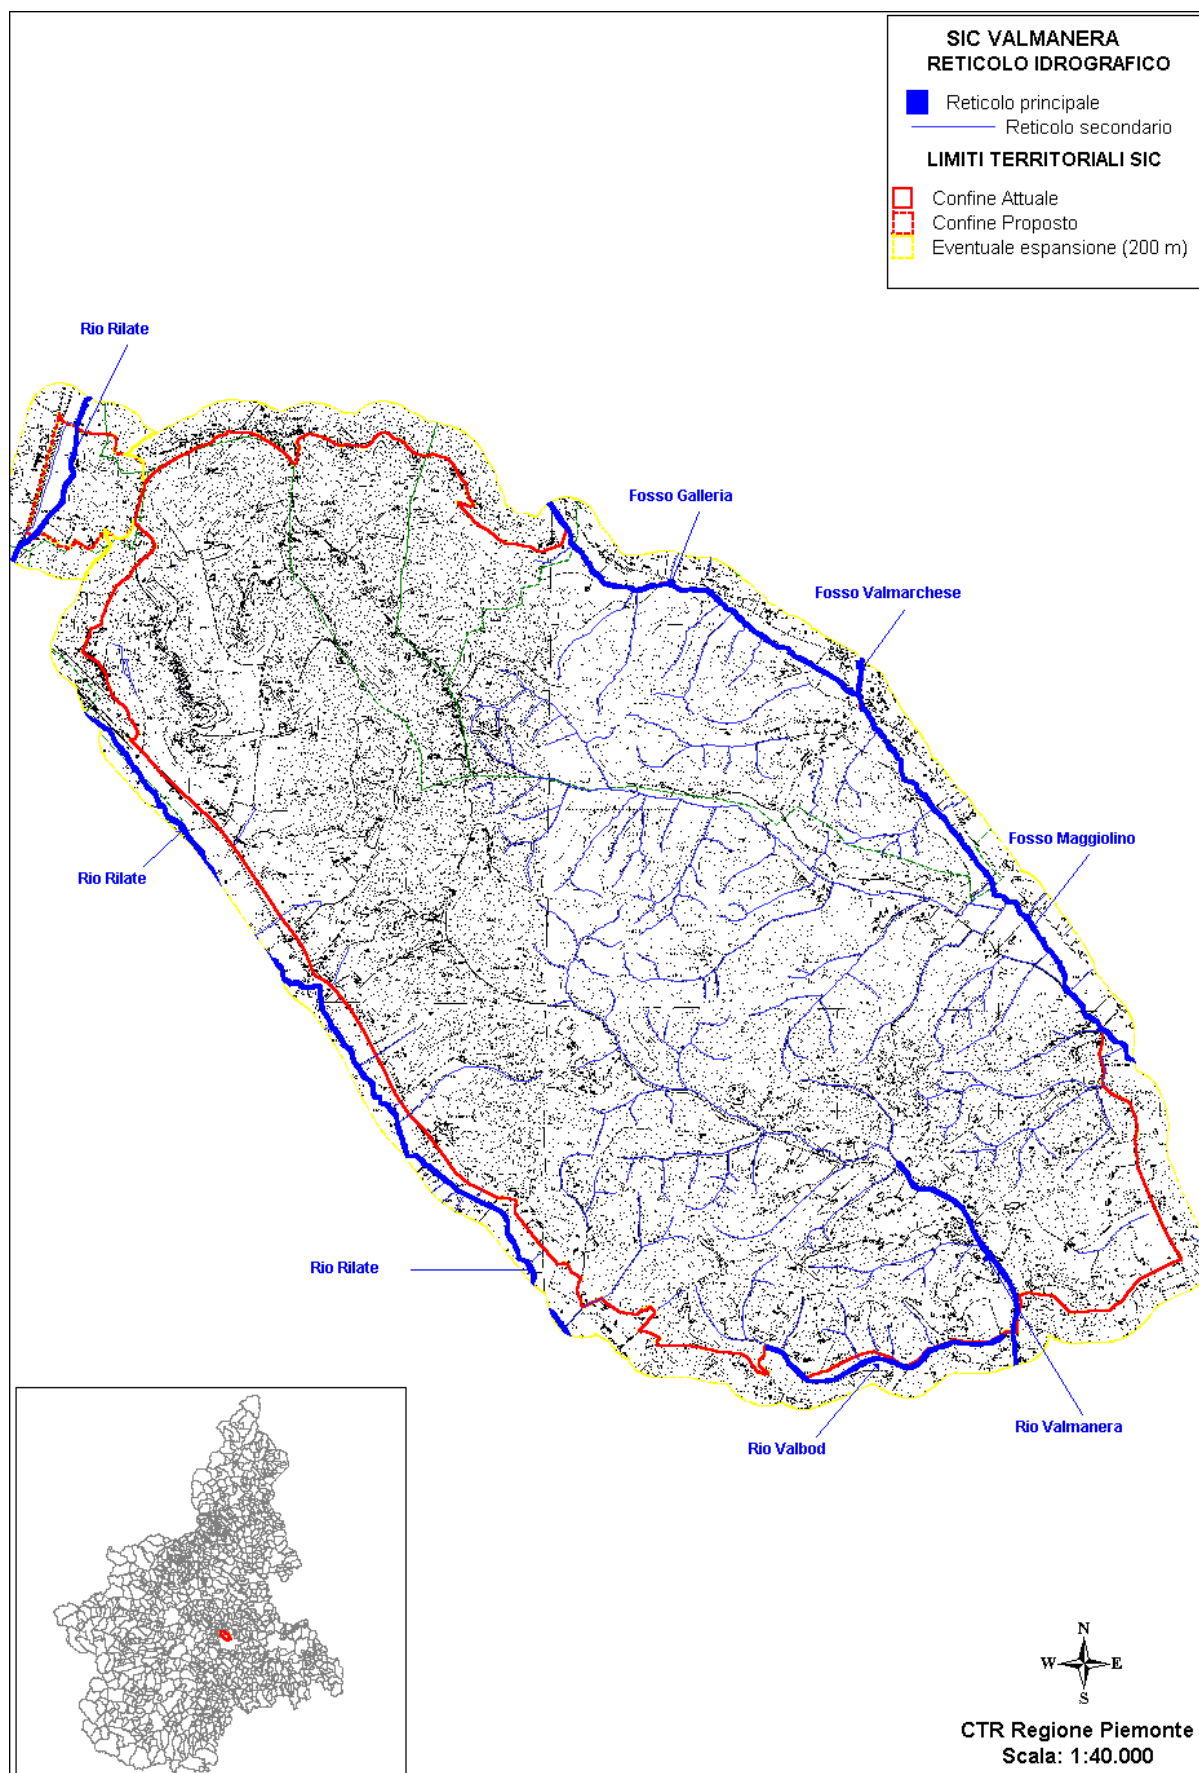 SIC VALMANERA
RETICOLO IDROGRAFICO
Reticolo principale
Reticolo secondario
LIMITI TERRITORIALI SIC
Confine Attuale
Confine Proposto
Eventuale espansione (200 m)
Rio Rilate
Fosso Galleria
Fosso Valmarchese
Fosso Maggiolino
Rio Rilate
Rio Rilate
Rio Valmanera
Rio Valbod
N
W E
S
CTR Regione Piemonte
Scala: 1:40.000